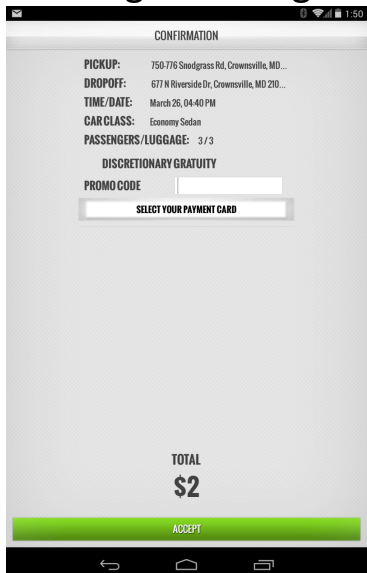 1:50
CONFIRMATION
PICKUP: 750-776 Snodgrass Rd, Crownsville, MD...
DROPOFF: 677 N Riverside Dr, Crownsville, MD 210...
TIME/DATE: March 26, 04:40 PM
CAR CLASS: Economy Sedan
PASSENGERS/LUGGAGE: 3/3
DISCRETIONARY GRATUITY
PROMO CODE
SELECT YOUR PAYMENT CARD
TOTAL
$2
ACCEPT